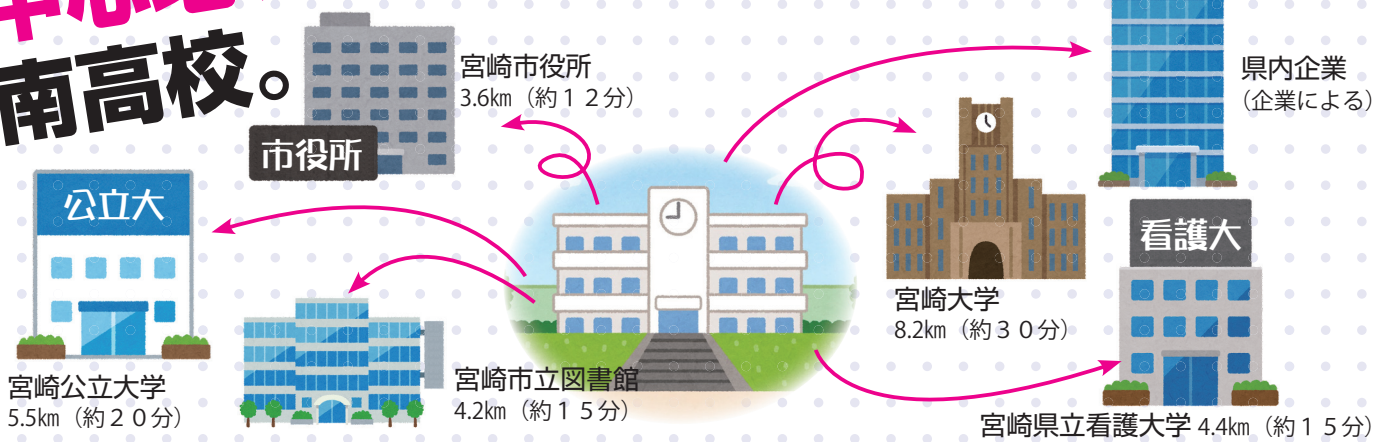 南高校。
宮崎市役所
3.6km（約１２分）
市役所
県内企業
（企業による）
公立大
看護大
宮崎大学
8.2km（約３０分）
宮崎公立大学
5.5km（約２０分）
宮崎市立図書館
4.2km（約１５分）
宮崎県立看護大学 4.4km（約１５分）